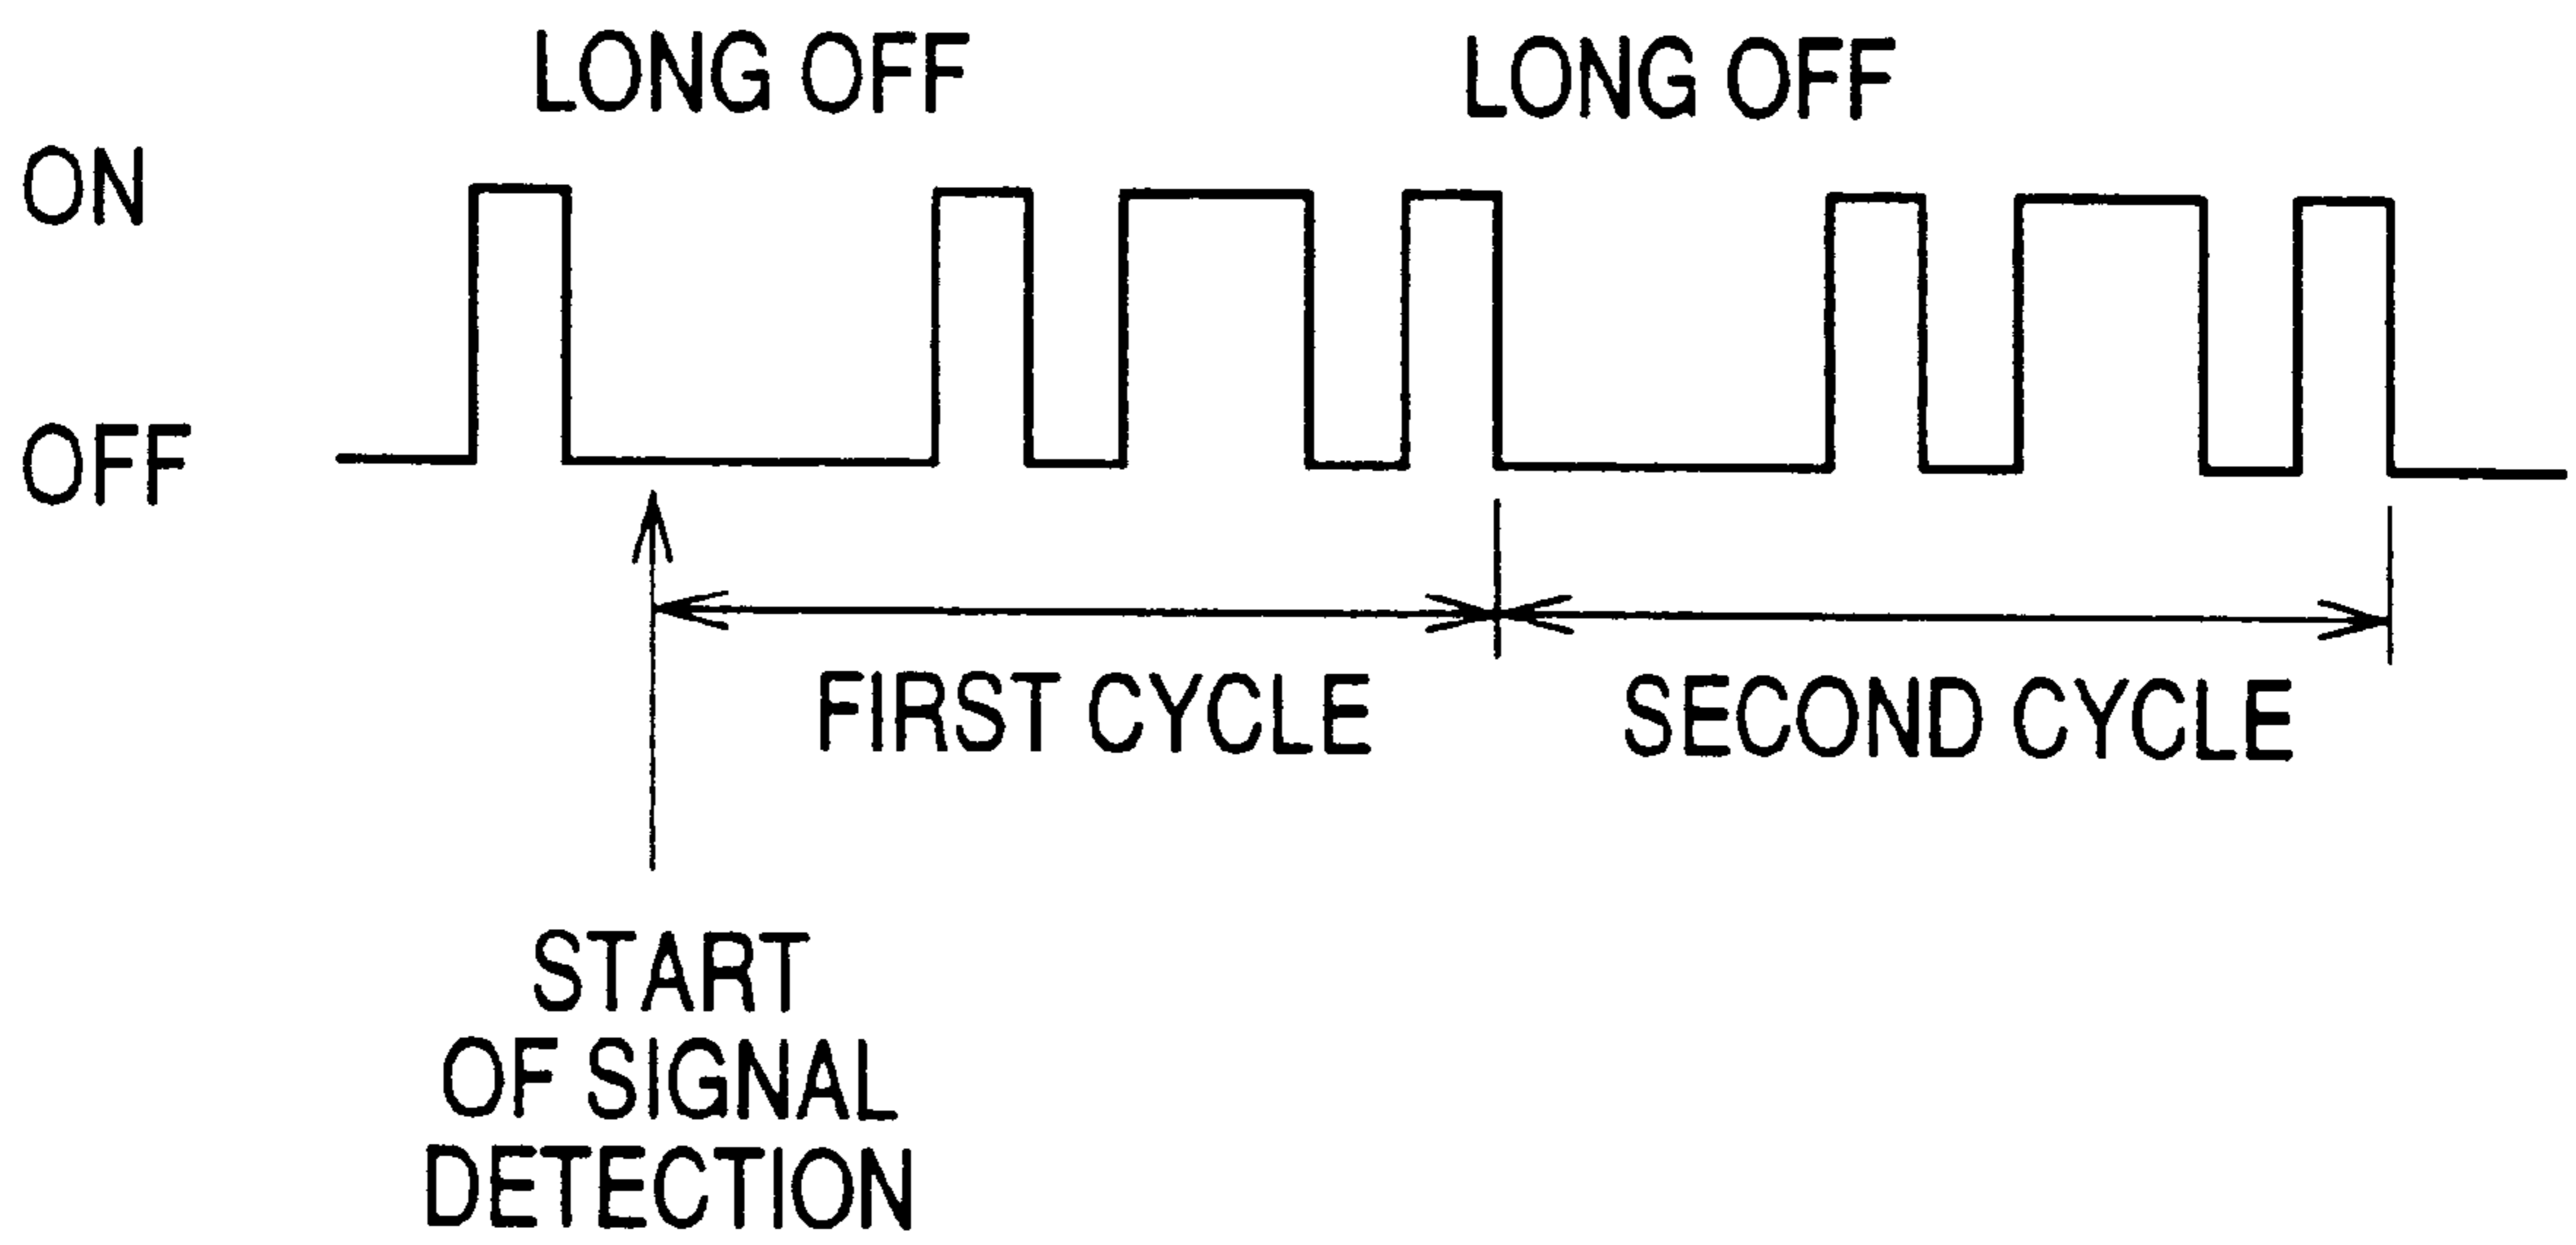 LONG OFF
LONG OFF
ON
OFF
FIRST CYCLE
SECOND CYCLE
START
OF SIGNAL
DETECTION